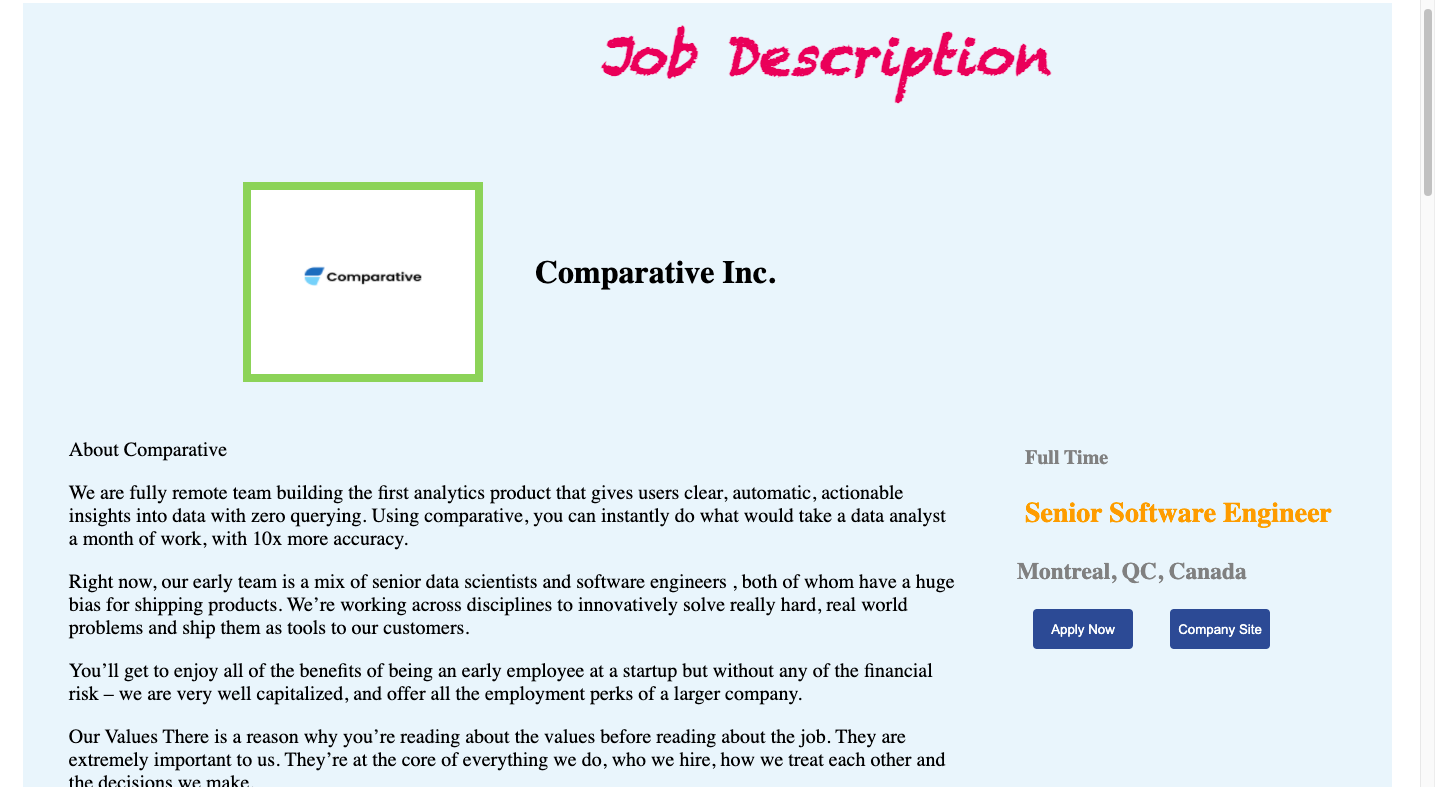 Job Description
Comparative
Comparative Inc.
About Comparative
We are fully remote team building the first analytics product that gives users clear, automatic, actionable
insights into data with zero querying. Using comparative, you can instantly do what would take a data analyst
a month of work, with 10x more accuracy.
Right now, our early team is a mix of senior data scientists and software engineers , both of whom have a huge
bias for shipping products. We’re working across disciplines to innovatively solve really hard, real world
problems and ship them as tools to our customers.
You’ll get to enjoy all of the benefits of being an early employee at a startup but without any of the financial
risk – we are very well capitalized, and offer all the employment perks of a larger company.
Our Values There is a reason why you’re reading about the values before reading about the job. They are
extremely important to us. They’re at the core of everything we do, who we hire, how we treat each other and
the decisions we make.
Full Time
Senior Software Engineer
Montreal, QC, Canada
Apply Now
Company Site